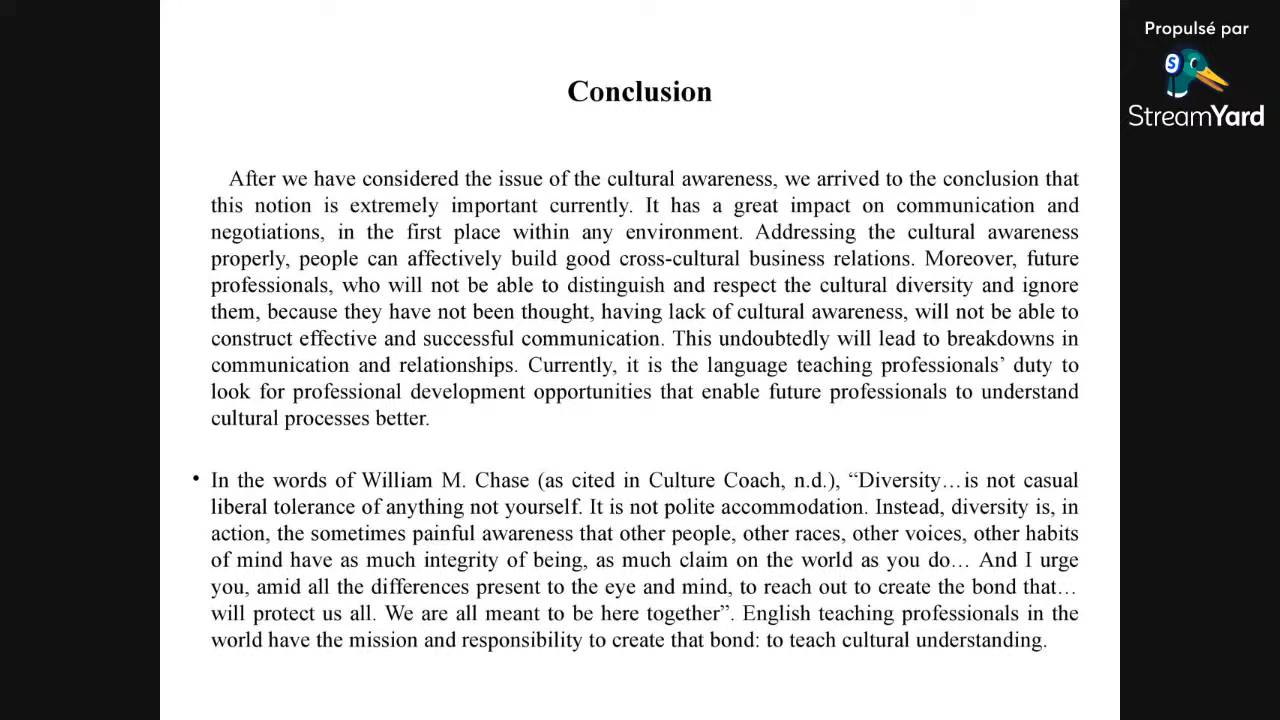 Propulsé par
StreamYard
Conclusion
After we have considered the issue of the cultural awareness, we arrived to the conclusion that
this notion is extremely important currently. It has a great impact on communication and
negotiations, in the first place within any environment. Addressing the cultural awareness
properly, people can affectively build good cross-cultural business relations. Moreover, future
professionals, who will not be able to distinguish and respect the cultural diversity and ignore
them, because they have not been thought, having lack of cultural awareness, will not be able to
construct effective and successful communication. This undoubtedly will lead to breakdowns in
communication and relationships. Currently, it is the language teaching professionals’ duty to
look for professional development opportunities that enable future professionals to understand
cultural processes better.
• In the words of William M. Chase (as cited in Culture Coach, n.d.), “Diversity…is not casual
liberal tolerance of anything not yourself. It is not polite accommodation. Instead, diversity is, in
action, the sometimes painful awareness that other people, other races, other voices, other habits
of mind have as much integrity of being, as much claim on the world as you do… And I urge
you, amid all the differences present to the eye and mind, to reach out to create the bond that…
will protect us all. We are all meant to be here together”. English teaching professionals in the
world have the mission and responsibility to create that bond: to teach cultural understanding.